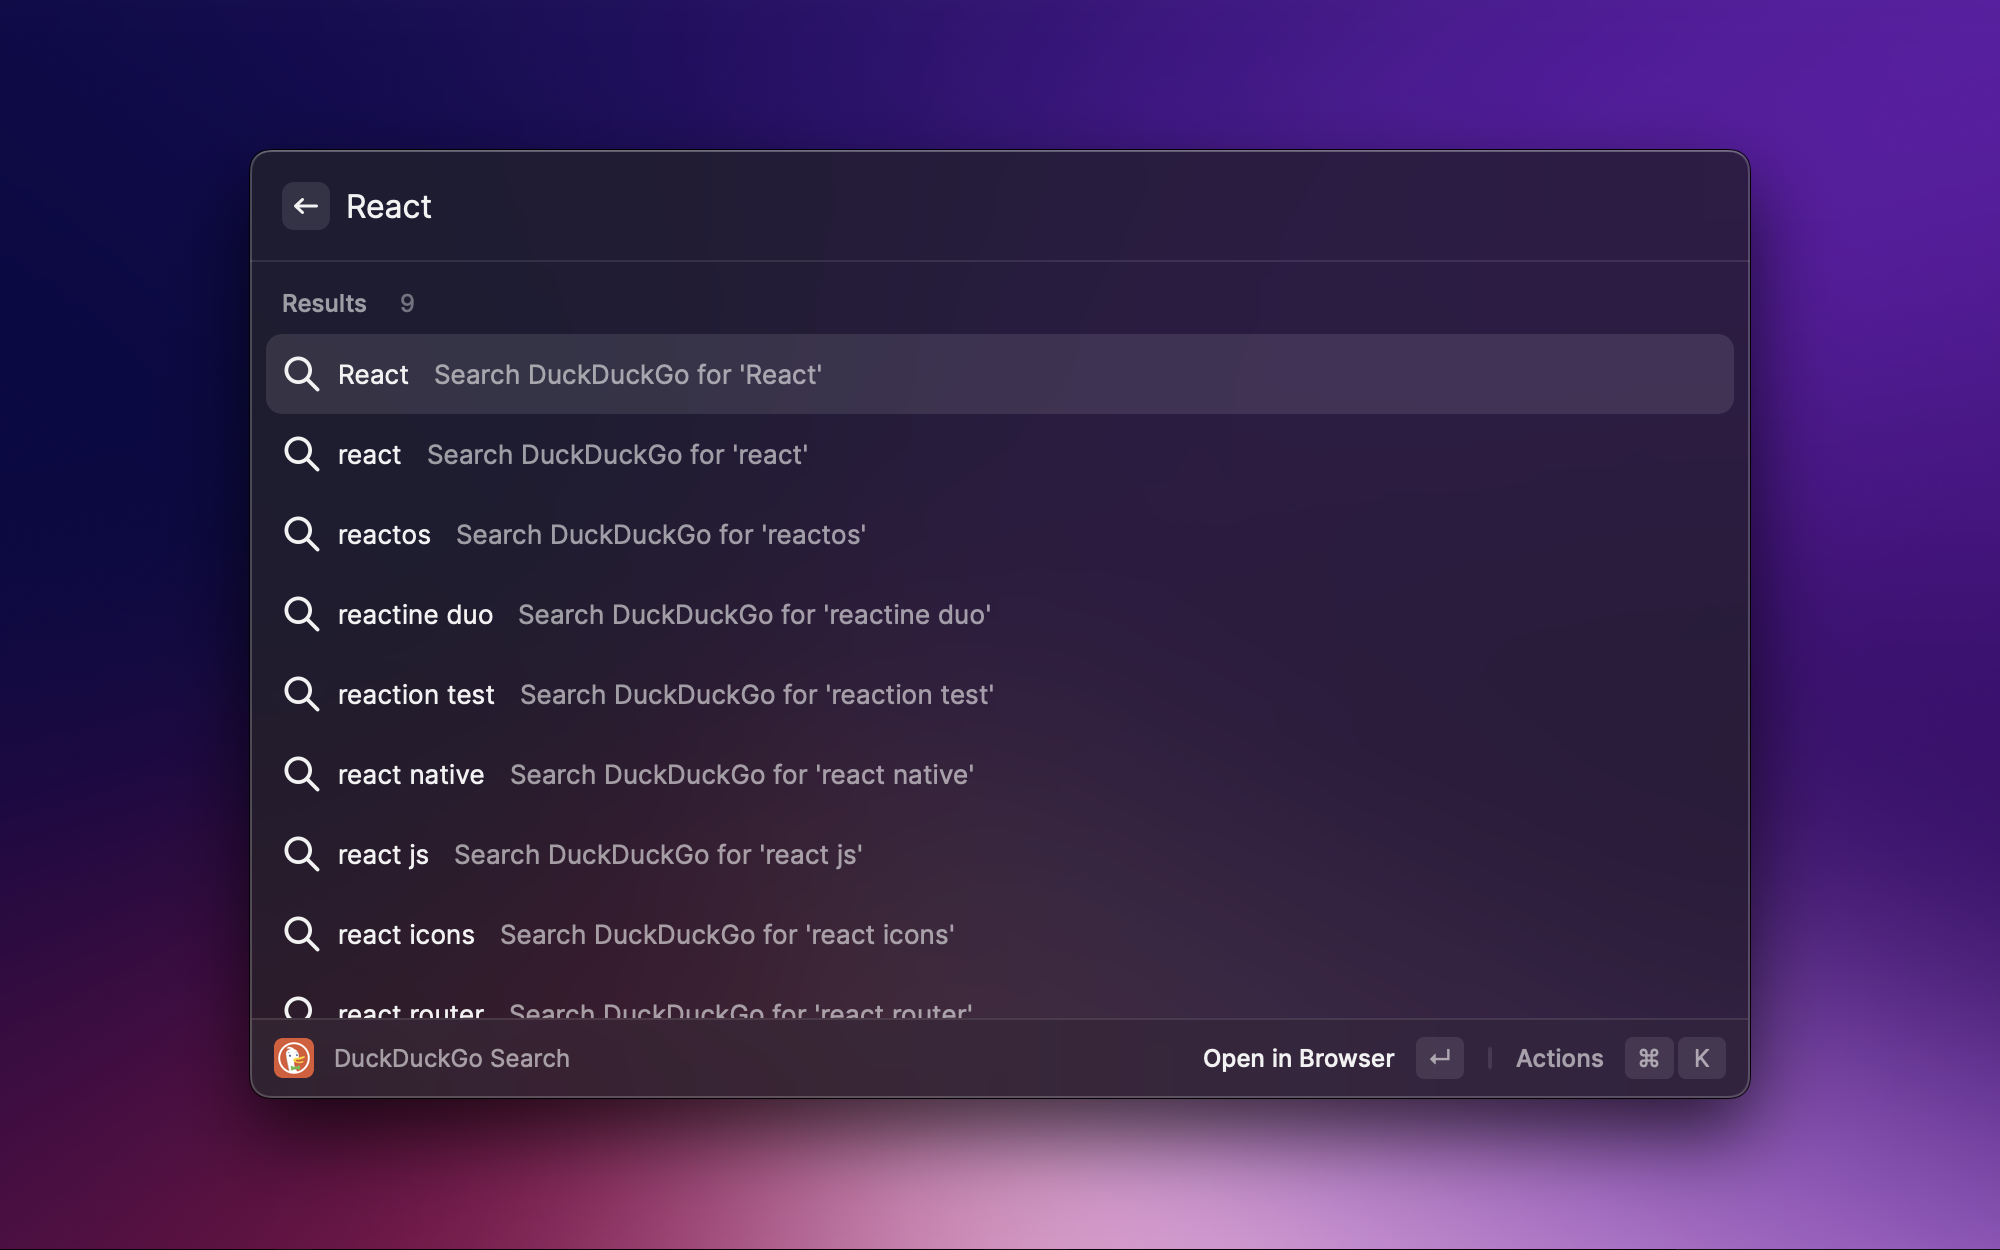 React
Results 9
React Search DuckDuckGo for 'React'
react Search DuckDuckGo for 'react'
reactos Search DuckDuckGo for 'reactos'
reactine duo Search DuckDuckGo for 'reactine duo'
reaction test Search DuckDuckGo for 'reaction test'
react native Search DuckDuckGo for 'react native'
react js Search DuckDuckGo for 'react js'
react icons Search DuckDuckGo for 'react icons'
react router Search DuckDuckGo for 'react router'
DuckDuckGo Search Open in Browser ↵ Actions ⌘ K